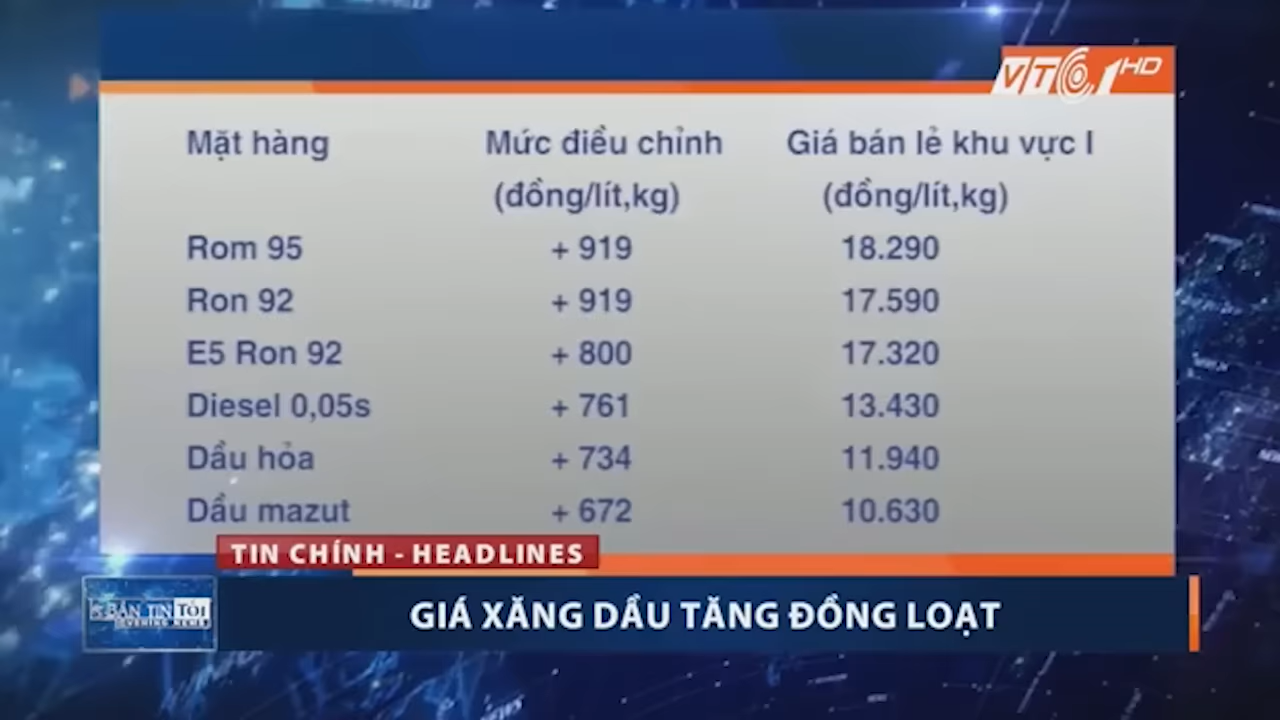 VTC1 HD
Mặt hàng Mức điều chỉnh Giá bán lẻ khu vực I
(đồng/lít,kg) (đồng/lít,kg)
Rom 95 + 919 18.290
Ron 92 + 919 17.590
E5 Ron 92 + 800 17.320
Diesel 0,05s + 761 13.430
Dầu hỏa + 734 11.940
Dầu mazut + 672 10.630
TIN CHÍNH - HEADLINES
BẢN TIN TỐI
EVENING NEWS
GIÁ XĂNG DẦU TĂNG ĐỒNG LOẠT